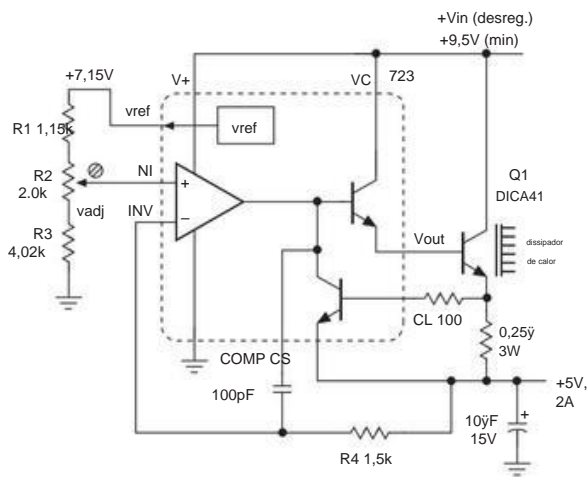 +Vin (desreg.)
+9,5V (min)
+7,15V
V+
VC
723
vref
vref
R1 1,15k
R2
2.0k
NI
+
vadj
INV
−
R3
4,02k
Q1
DICA41
Vout
dissipador
de calor
CL 100
0,25ÿ
3W
COMP CS
100pF
+5V,
2A
10ÿF
15V
+
R4 1,5k